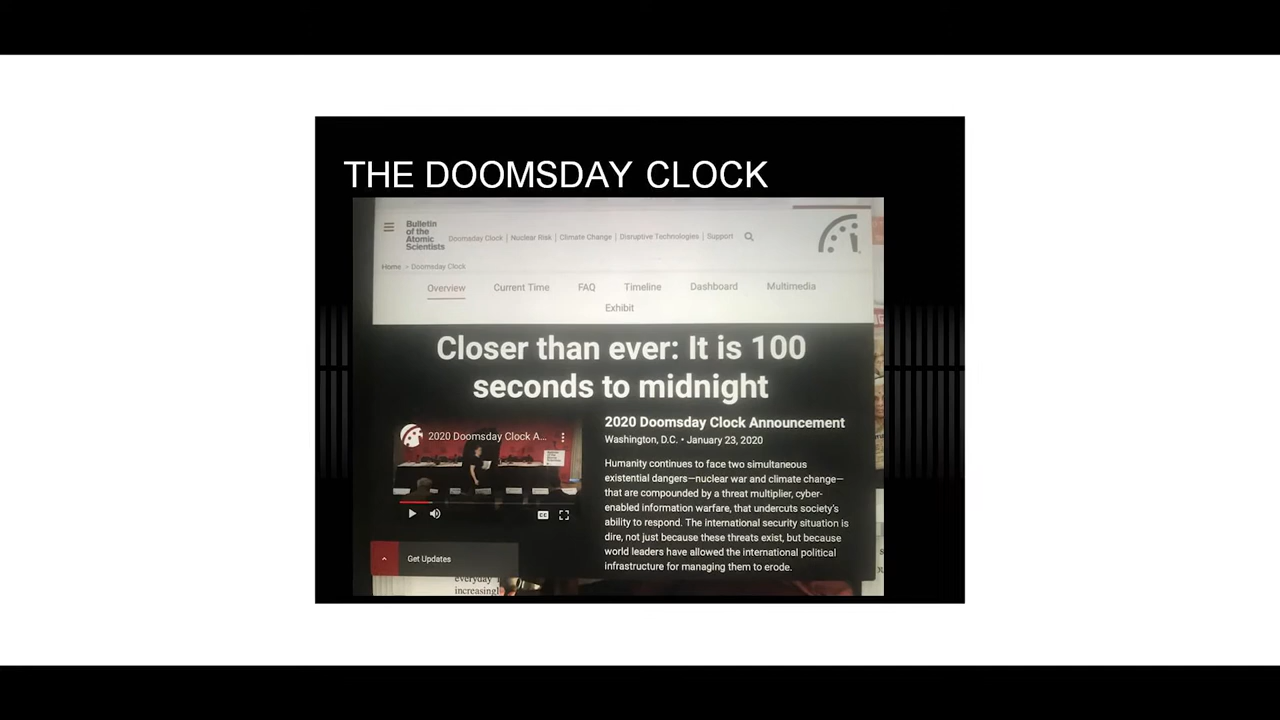 THE DOOMSDAY CLOCK
Bulletin
of the
Atomic
Scientists
Doomsday Clock | Nuclear Risk | Climate Change | Disruptive Technologies | Support
Home » Doomsday Clock
Overview Current Time FAQ Timeline Dashboard Multimedia
Exhibit
Closer than ever: It is 100
seconds to midnight
2020 Doomsday Clock A...
2020 Doomsday Clock Announcement
Washington, D.C. • January 23, 2020
Humanity continues to face two simultaneous
existential dangers—nuclear war and climate change—
that are compounded by a threat multiplier, cyber-
enabled information warfare, that undercuts society's
ability to respond. The international security situation is
dire, not just because these threats exist, but because
world leaders have allowed the international political
infrastructure for managing them to erode.
CC
Get Updates
everyday
increasingl